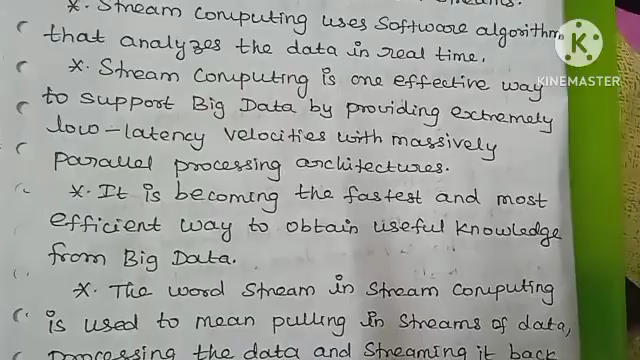 *. Stream Computing uses Software algorithm
that analyzes the data in real time.
*. Stream Computing is one effective way
to support Big Data by providing extremely
low-latency velocities with massively
parallel processing architectures.
*. It is becoming the fastest and most
efficient way to obtain useful knowledge
from Big Data.
*. The word stream in stream computing
is used to mean pulling in streams of data,
processing the data and streaming it back
KINEMASTER